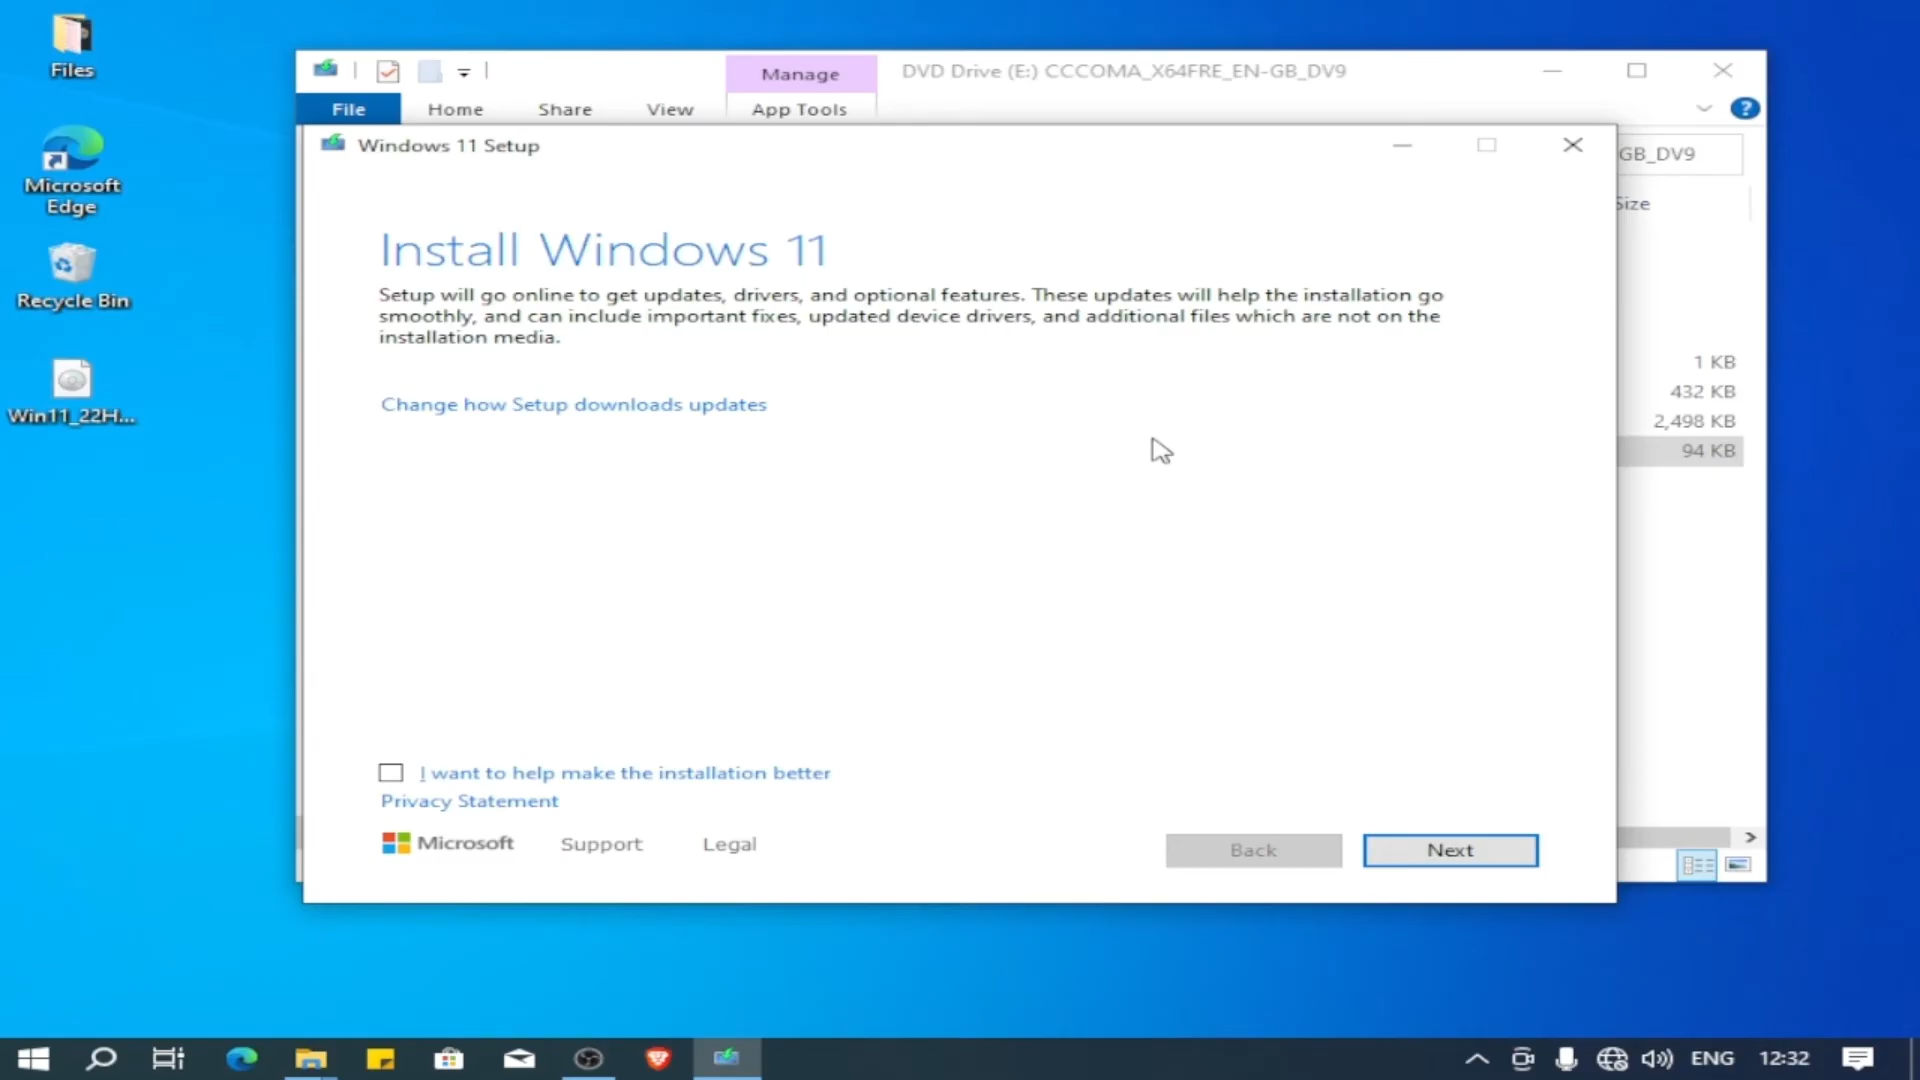 Files
Microsoft
Edge
Recycle Bin
Win11_22H...
Manage
DVD Drive (E:) CCCOMA_X64FRE_EN-GB_DV9
File
Home
Share
View
App Tools
?
Windows 11 Setup
GB_DV9
Size
Install Windows 11
Setup will go online to get updates, drivers, and optional features. These updates will help the installation go
smoothly, and can include important fixes, updated device drivers, and additional files which are not on the
installation media.
Change how Setup downloads updates
1 KB
432 KB
2,498 KB
94 KB
I want to help make the installation better
Privacy Statement
Microsoft
Support
Legal
Back
Next
ENG
12:32